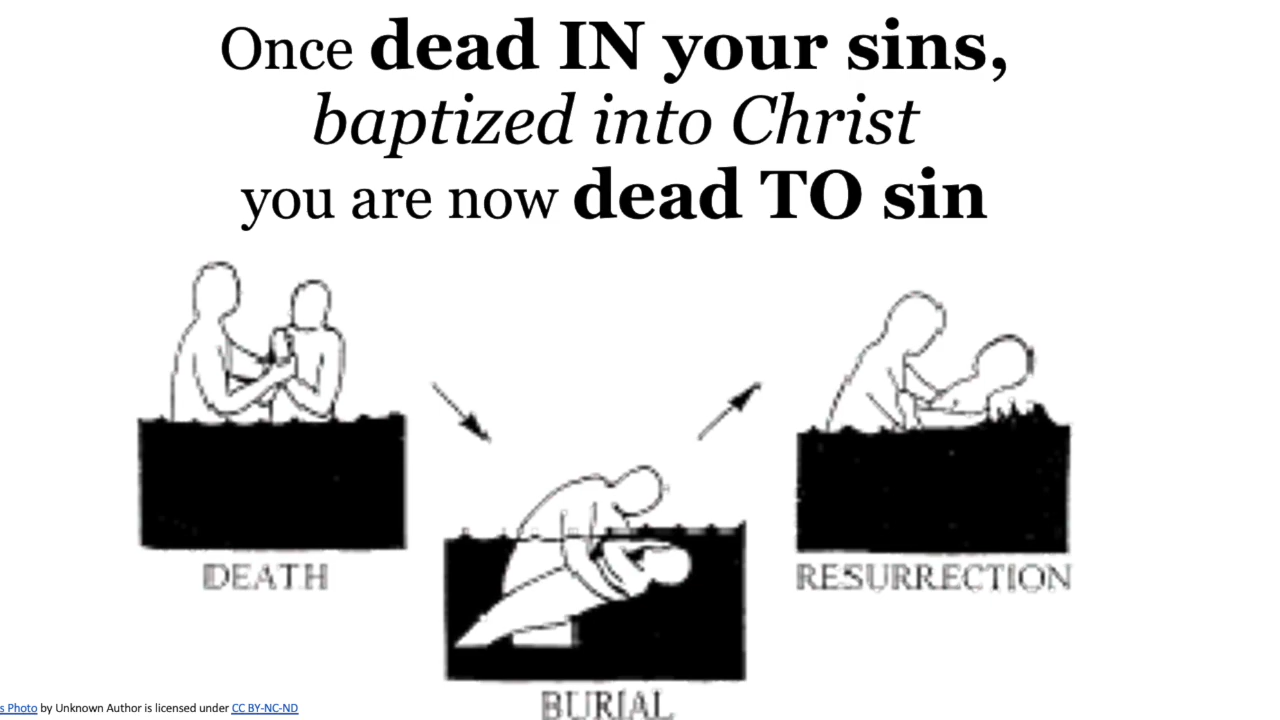 Once dead IN your sins,
baptized into Christ
you are now dead TO sin
DEATH
BURIAL
RESURRECTION
s Photo by Unknown Author is licensed under CC BY-NC-ND